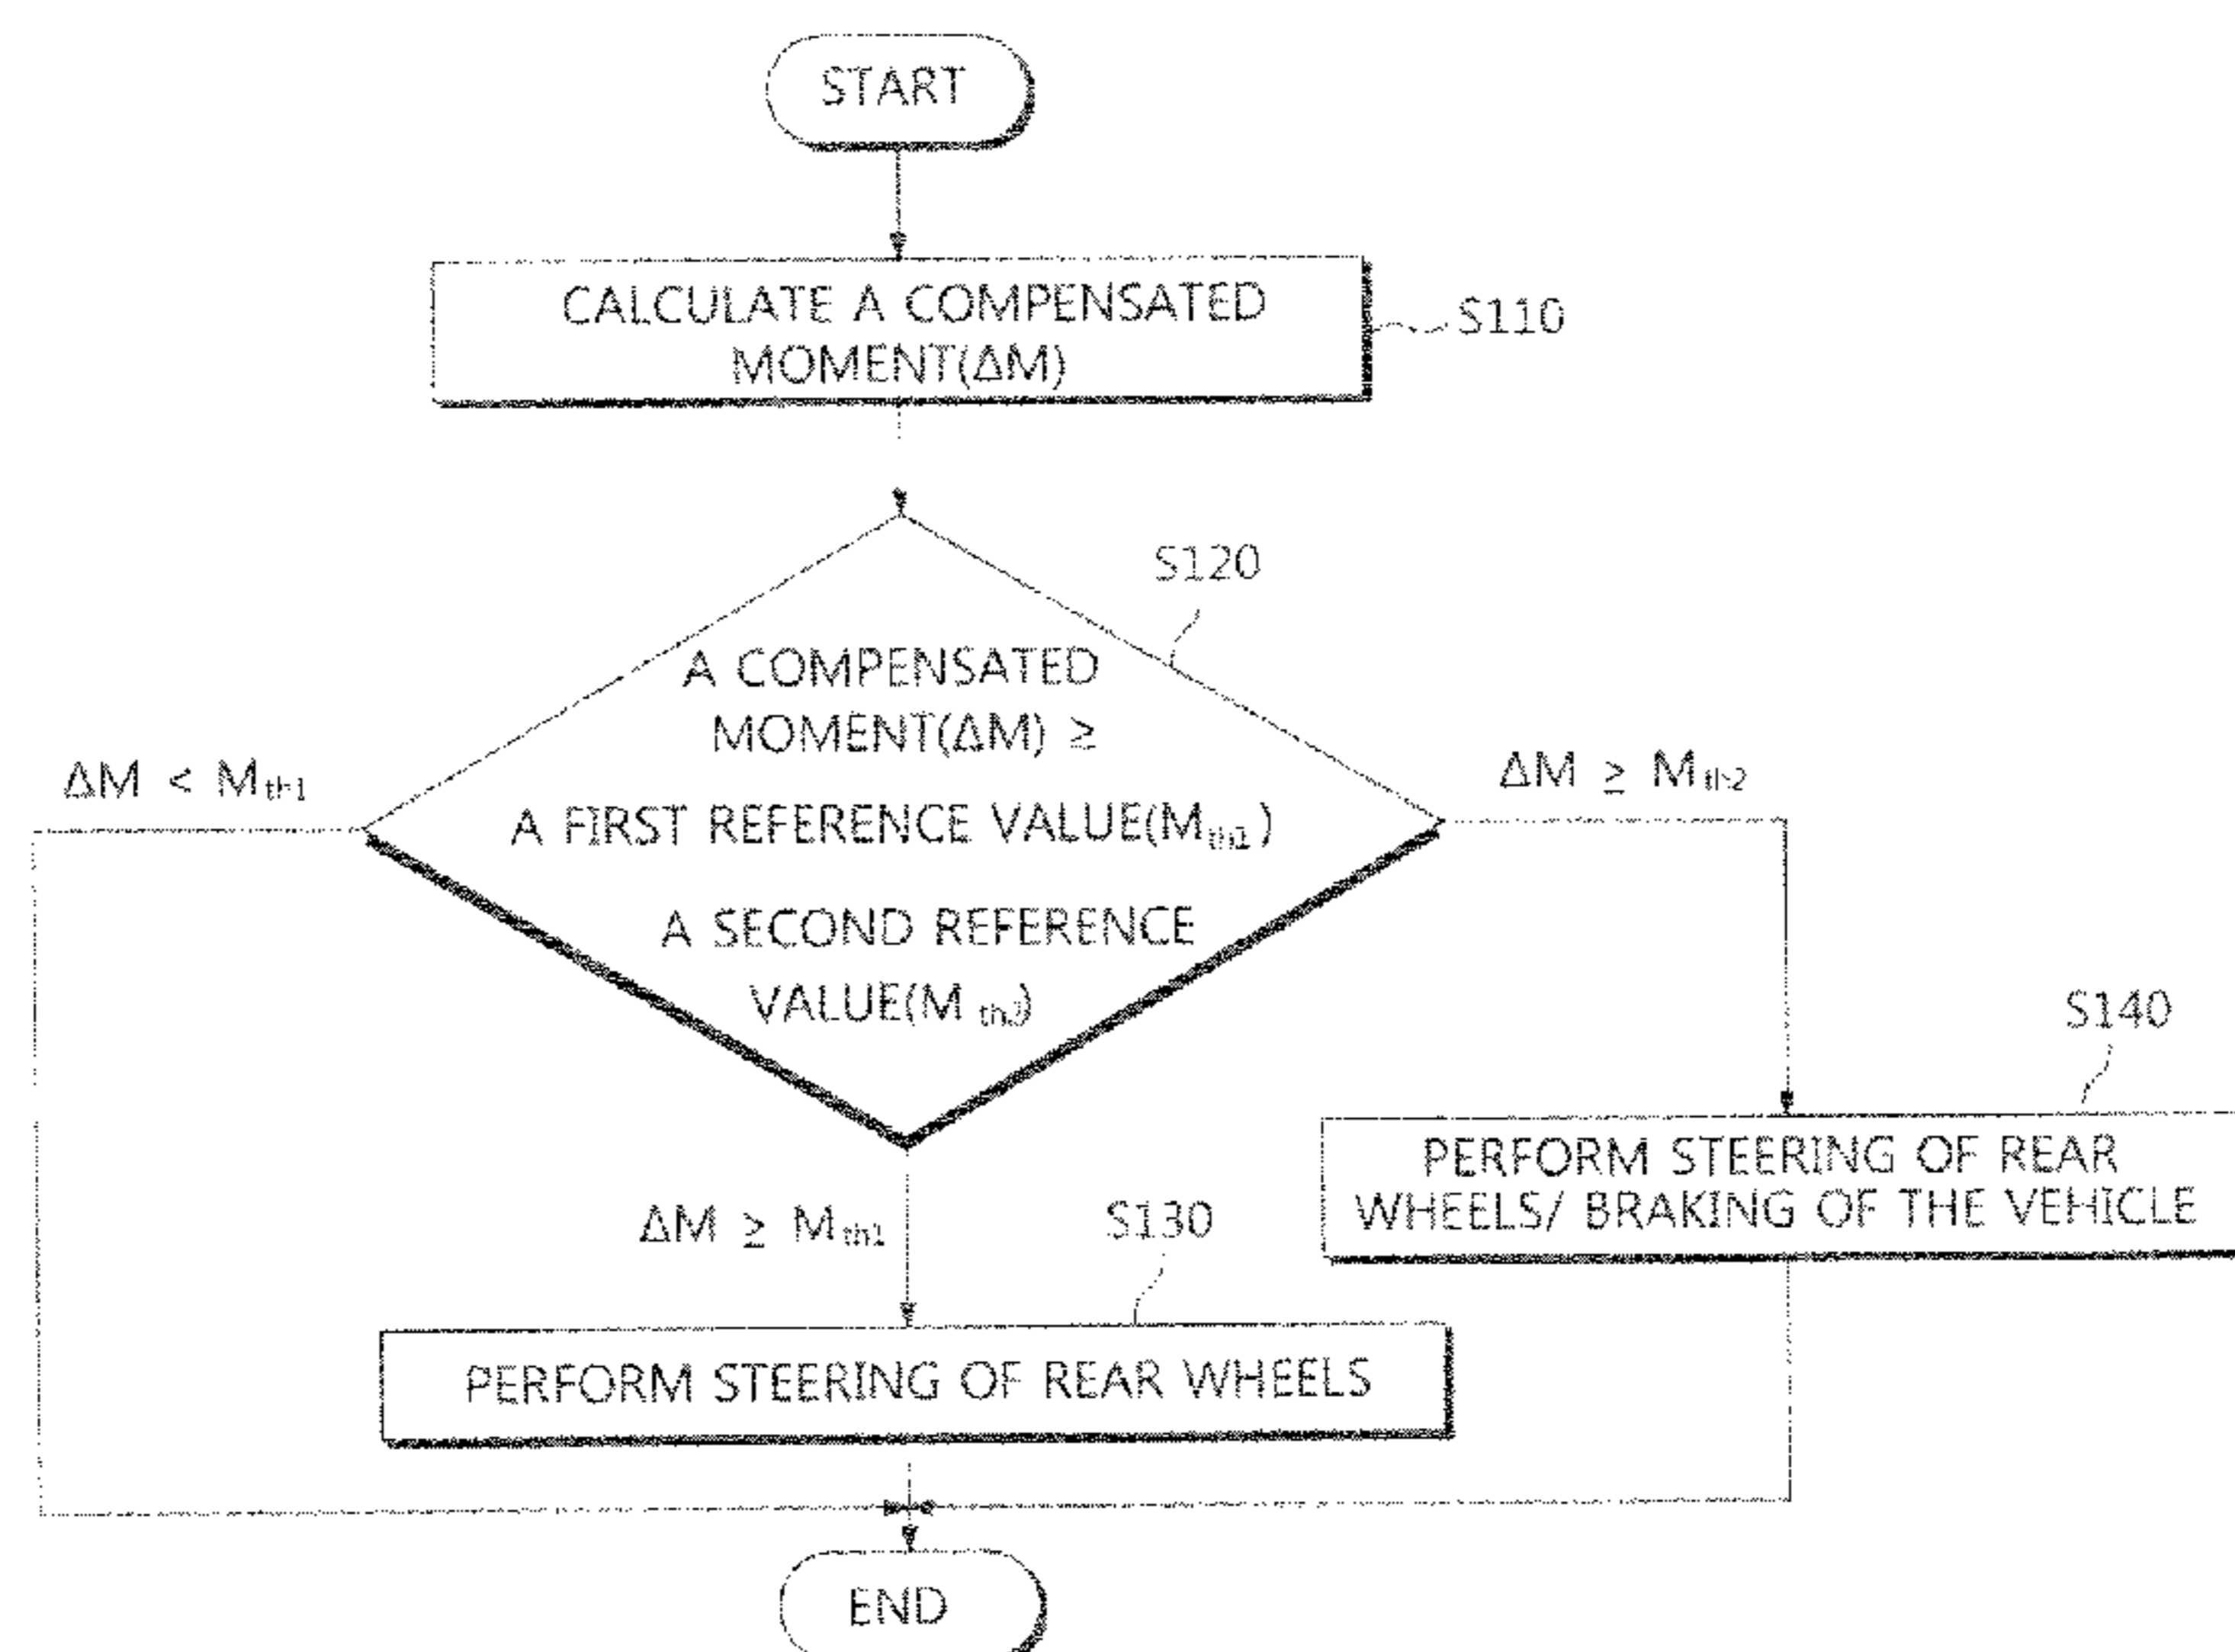 START
CALCULATE A COMPENSATED
MOMENT(ΔM)
S110
S120
A COMPENSATED
MOMENT(ΔM) ≥
ΔM < Mth1
ΔM ≥ Mth2
A FIRST REFERENCE VALUE(Mth1)
A SECOND REFERENCE
VALUE(M
S140
PERFORM STEERING OF REAR
WHEELS/ BRAKING OF THE VEHICLE
ΔM ≥ Mth1
S130
PERFORM STEERING OF REAR WHEELS
END